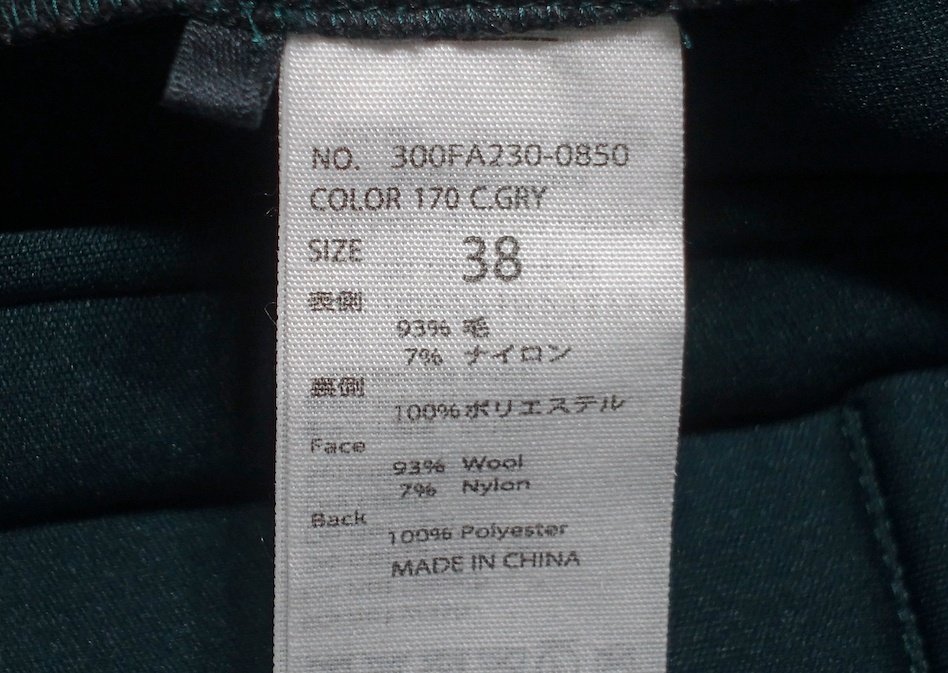 NO. 300FA230-0850
COLOR 170 C.GRY
SIZE 38
表側
93% 毛
7% ナイロン
裏側
100%ポリエステル
Face
93% Wool
7% Nylon
Back
100% Polyester
MADE IN CHINA